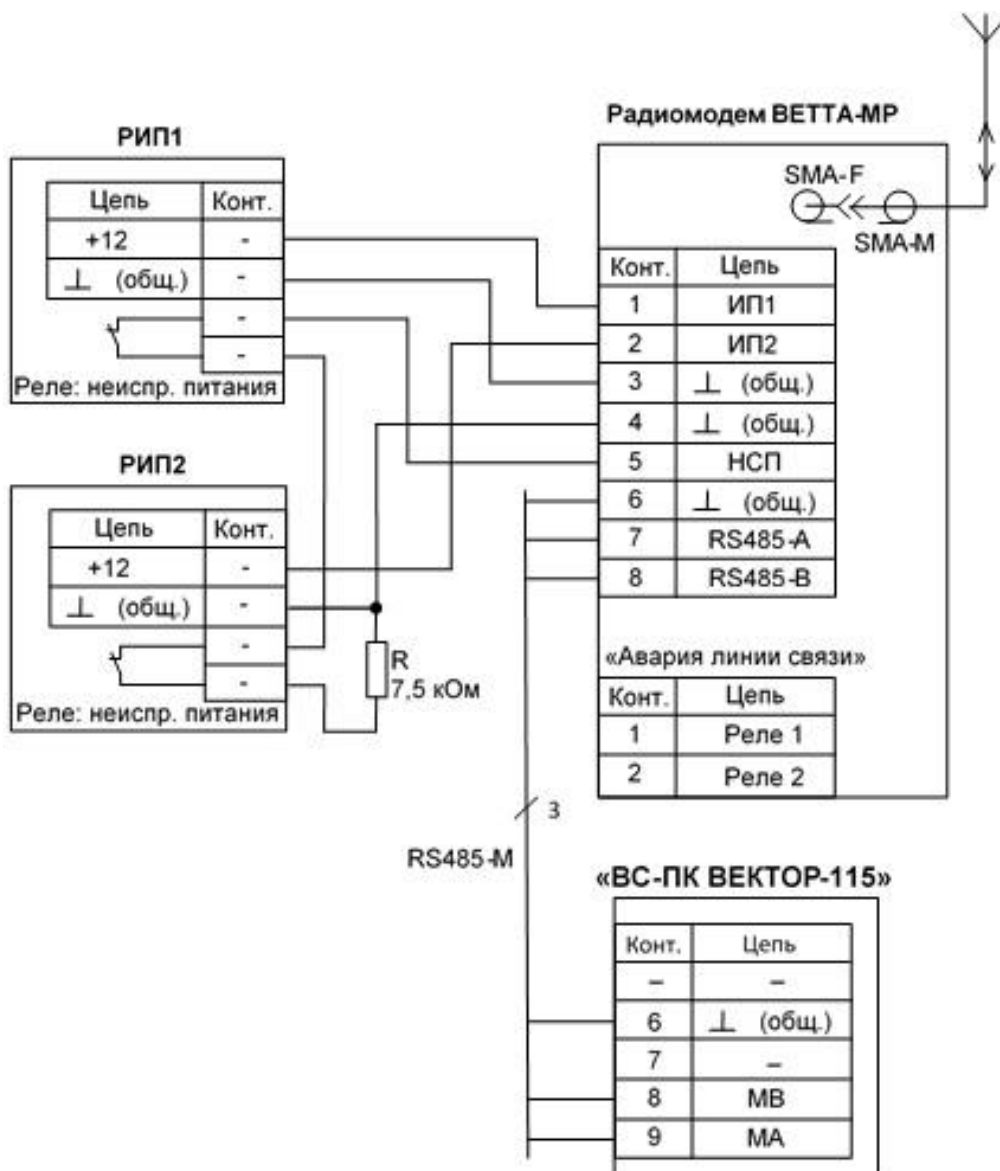 Радиомодем ВЕТТА-МР
РИП1
Цепь Конт.
+12 -
⊥ (общ.) -
-
-
Реле: неиспр. питания
SMA-F
SMA-M
Конт. Цепь
1 ИП1
2 ИП2
3 ⊥ (общ.)
4 ⊥ (общ.)
5 НСП
6 ⊥ (общ.)
7 RS485-A
8 RS485-B
РИП2
Цепь Конт.
+12 -
⊥ (общ.) -
-
-
Реле: неиспр. питания
R
7,5 кОм
«Авария линии связи»
Конт. Цепь
1 Реле 1
2 Реле 2
3
RS485-M
«ВС-ПК ВЕКТОР-115»
Конт. Цепь
– –
6 ⊥ (общ.)
7 –
8 МВ
9 МА